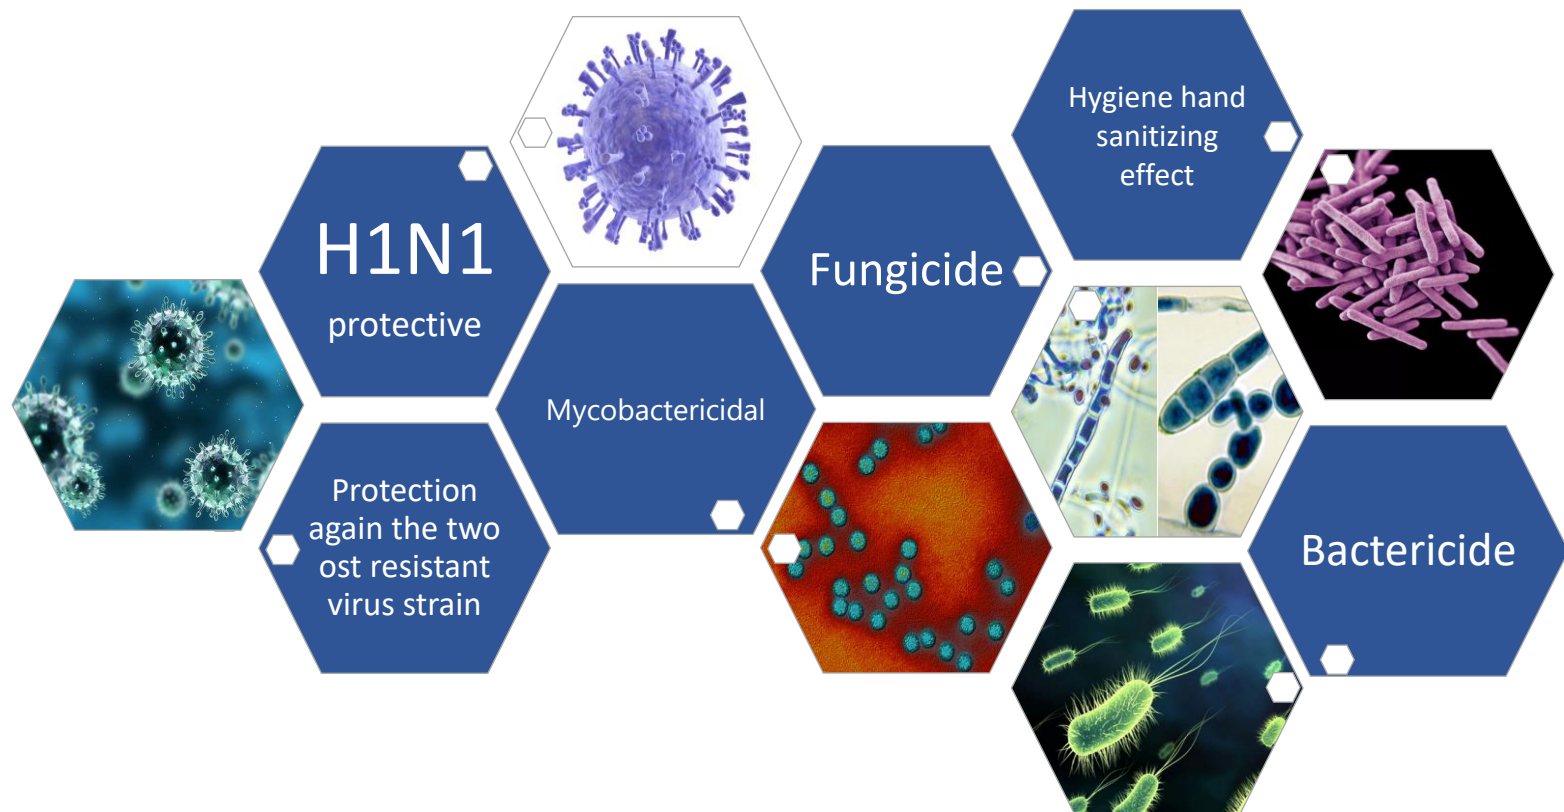 H1N1
protective
Protection
again the two
ost resistant
virus strain
Mycobactericidal
Fungicide
Hygiene hand
sanitizing
effect
Bactericide